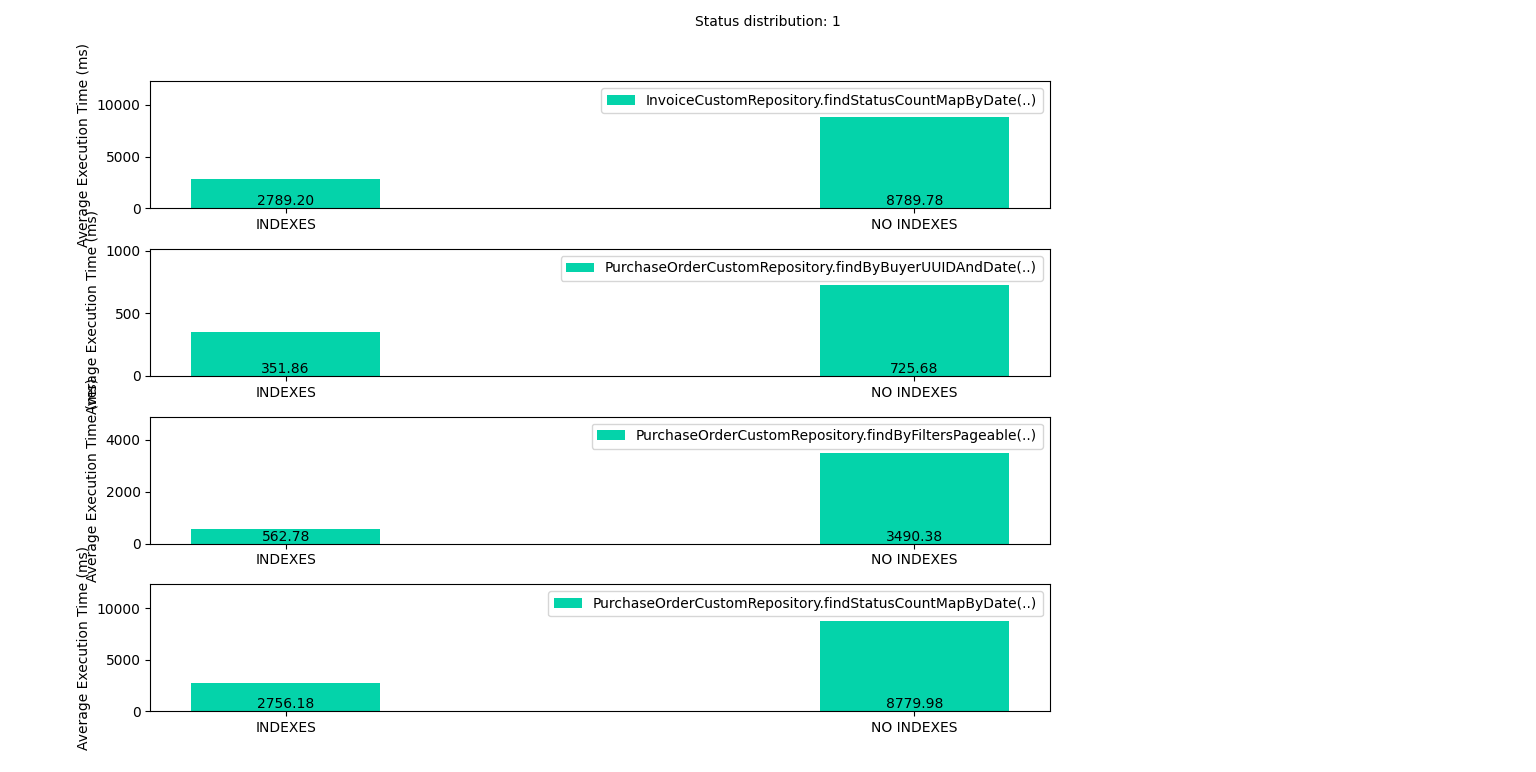 Status distribution: 1
Average Execution Time (ms)
10000
5000
0
InvoiceCustomRepository.findStatusCountMapByDate(..)
2789.20
8789.78
INDEXES
NO INDEXES
Average Execution Time (ms)
1000
500
0
PurchaseOrderCustomRepository.findByBuyerUUIDAndDate(..)
351.86
725.68
INDEXES
NO INDEXES
Average Execution Time (ms)
4000
2000
0
PurchaseOrderCustomRepository.findByFiltersPageable(..)
562.78
3490.38
INDEXES
NO INDEXES
Average Execution Time (ms)
10000
5000
0
PurchaseOrderCustomRepository.findStatusCountMapByDate(..)
2756.18
8779.98
INDEXES
NO INDEXES